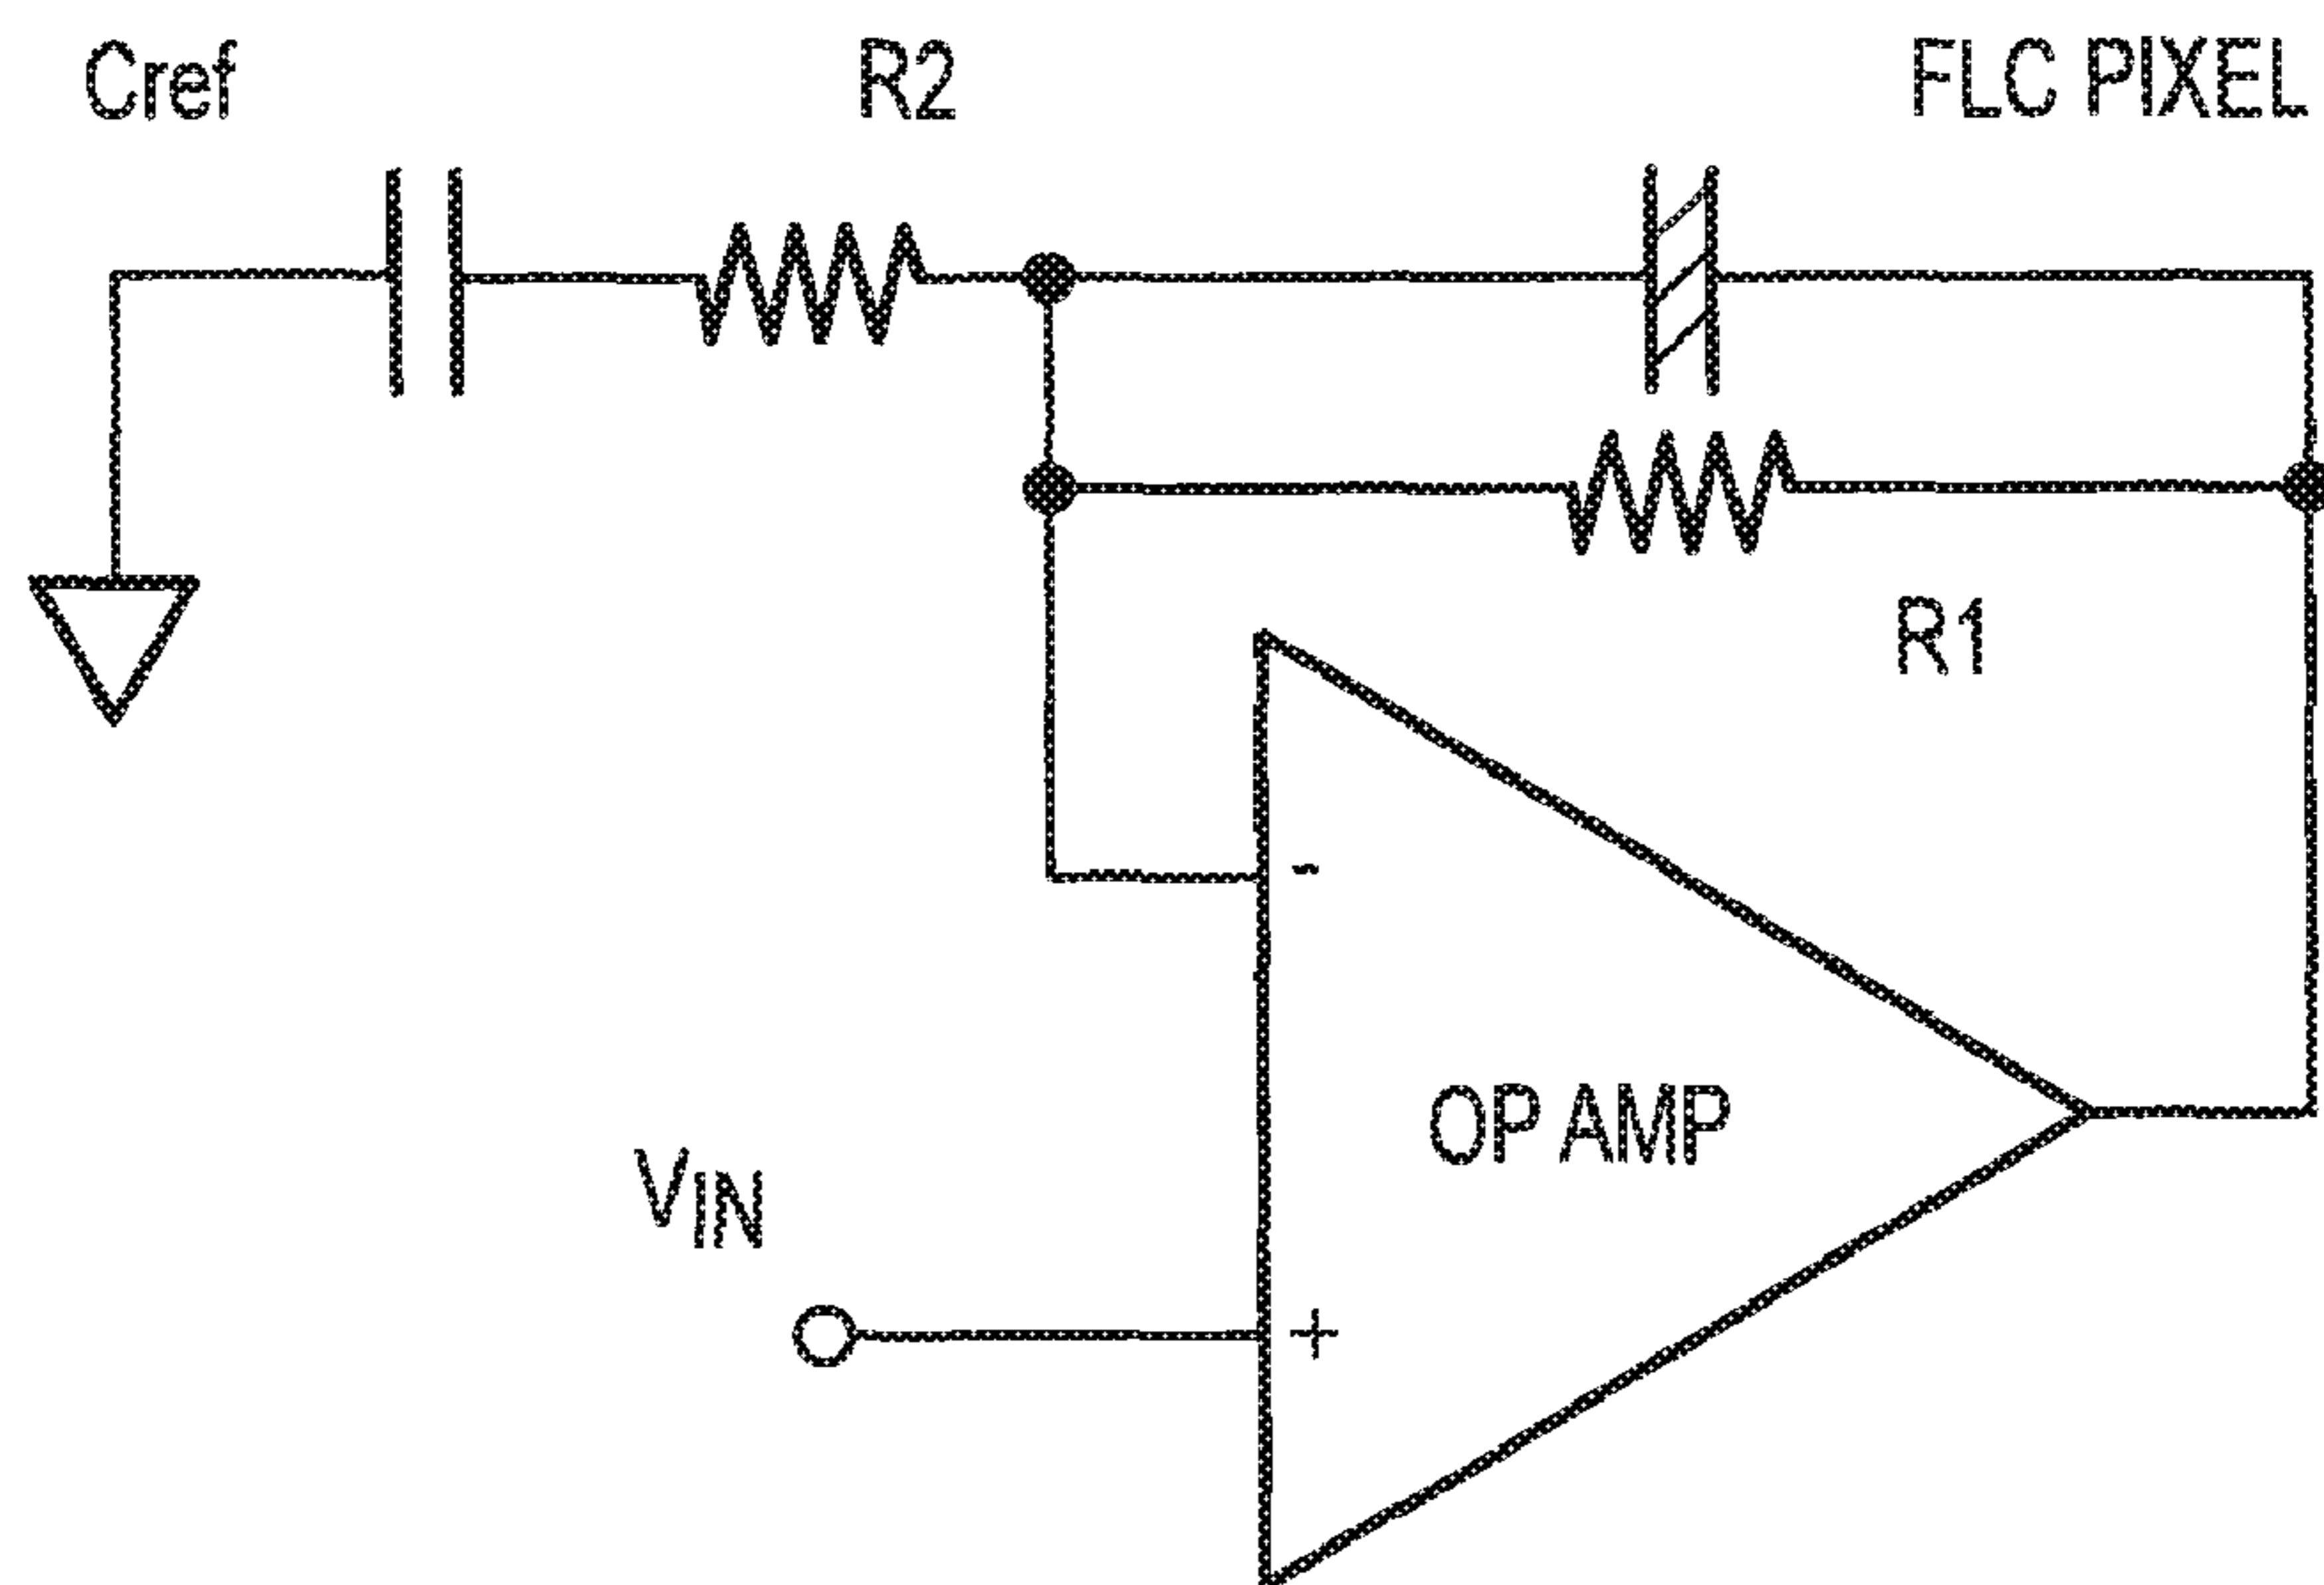 Cref
R2
FLC PIXEL
R1
-
OP AMP
VIN
+